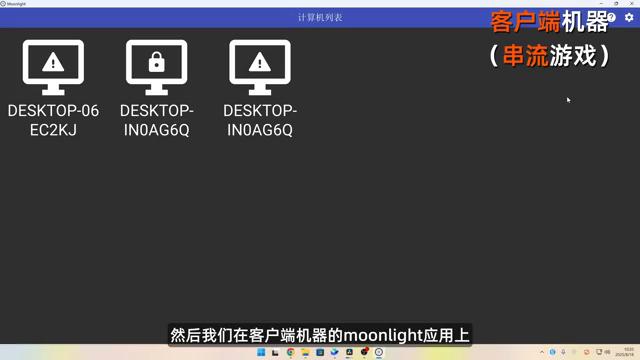 Moonlight
计算机列表
客户端机器
（串流游戏）
DESKTOP-06
EC2KJ
DESKTOP-
IN0AG6Q
DESKTOP-
IN0AG6Q
然后我们在客户端机器的moonlight应用上